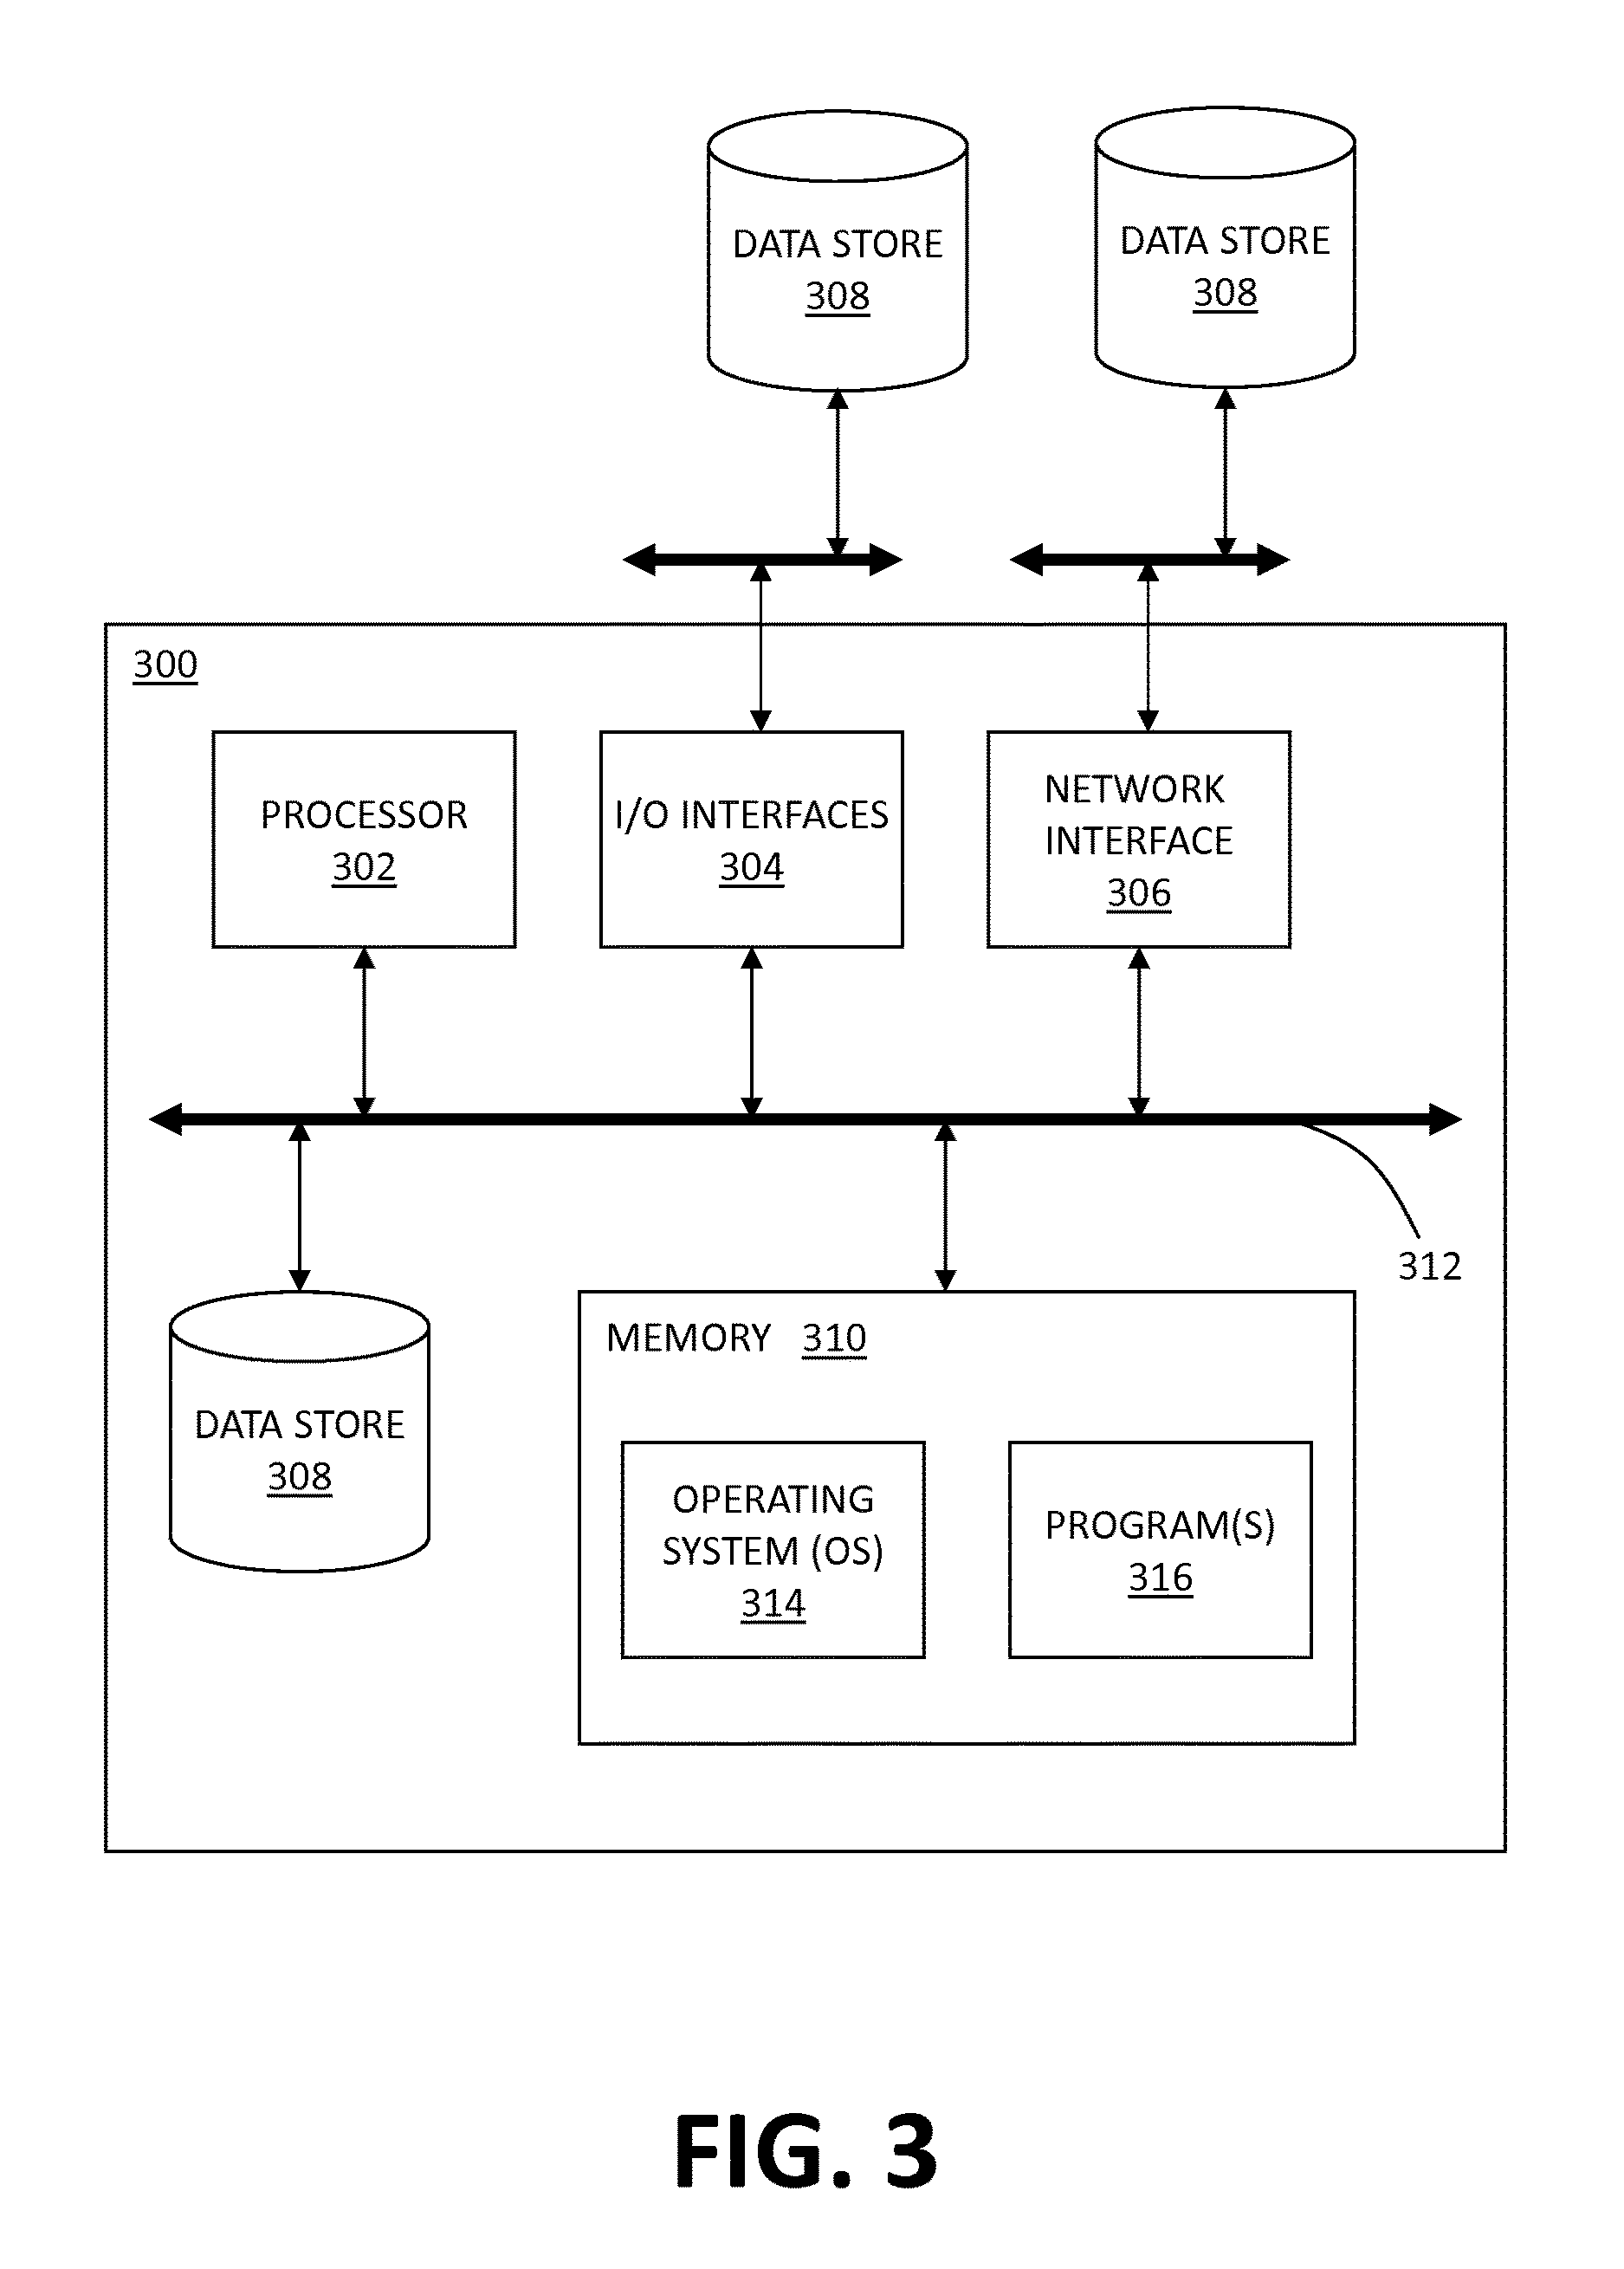 DATA STORE
308
DATA STORE
308
300
PROCESSOR
302
I/O INTERFACES
304
NETWORK
INTERFACE
306
312
DATA STORE
308
MEMORY 310
OPERATING
SYSTEM (OS)
314
PROGRAM(S)
316
FIG. 3